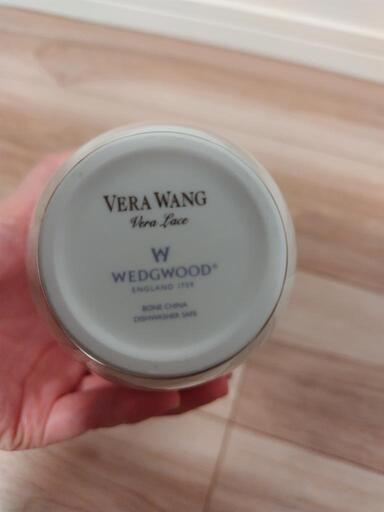 VERA WANG
Vera Lace
W
WEDGWOOD®
ENGLAND 1759
BONE CHINA
DISHWASHER SAFE